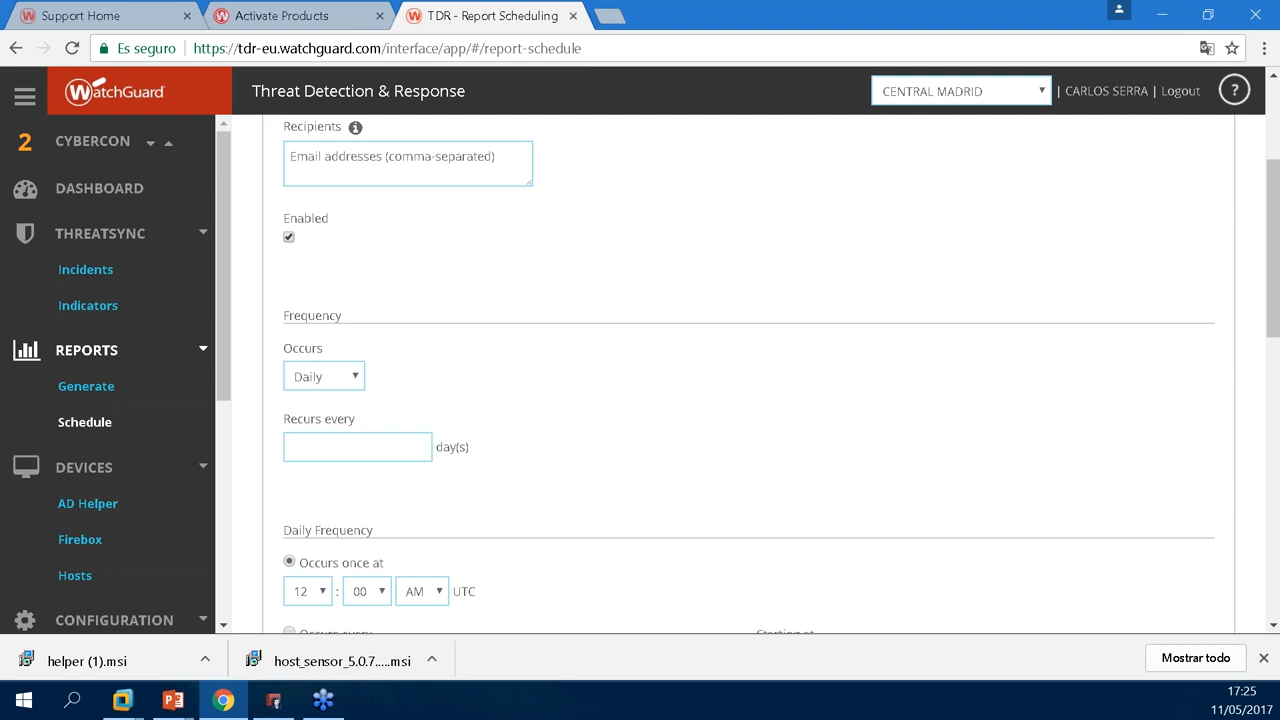 Support Home
Activate Products
TDR - Report Scheduling
Es seguro
https://tdr-eu.watchguard.com/interface/app/#/report-schedule
WatchGuard
Threat Detection & Response
CENTRAL MADRID
| CARLOS SERRA | Logout
?
2 CYBERCON
DASHBOARD
THREATSYNC
Incidents
Indicators
REPORTS
Generate
Schedule
DEVICES
AD Helper
Firebox
Hosts
CONFIGURATION
Recipients
Email addresses (comma-separated)
Enabled
Frequency
Occurs
Daily
Recurs every
day(s)
Daily Frequency
Occurs once at
12 : 00 AM UTC
Occurs every
Starting at
helper (1).msi
host_sensor_5.0.7.....msi
Mostrar todo
17:25
11/05/2017